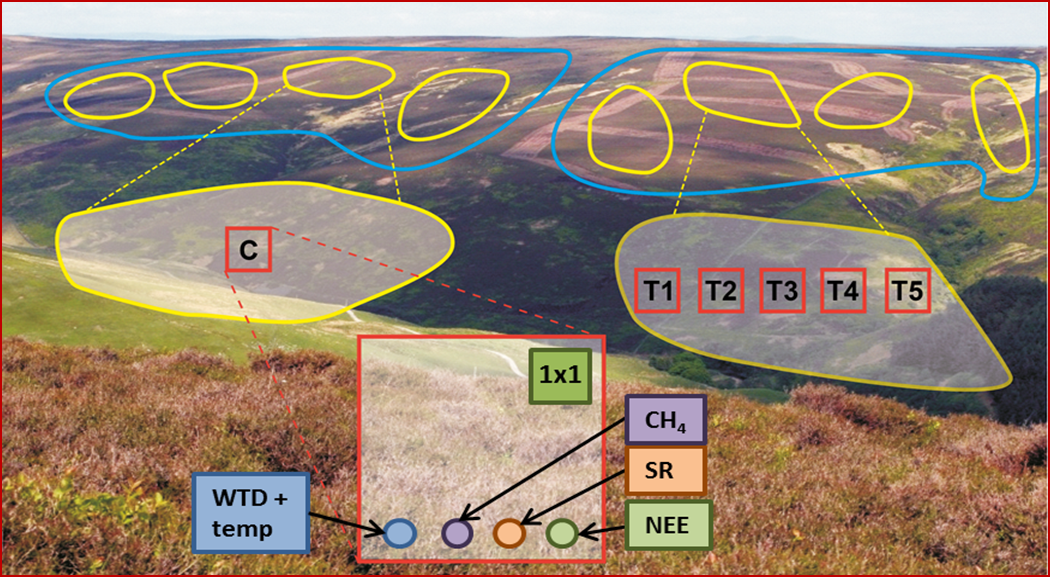 C
T1 T2 T3 T4 T5
1x1
CH₄
SR
WTD +
temp
NEE